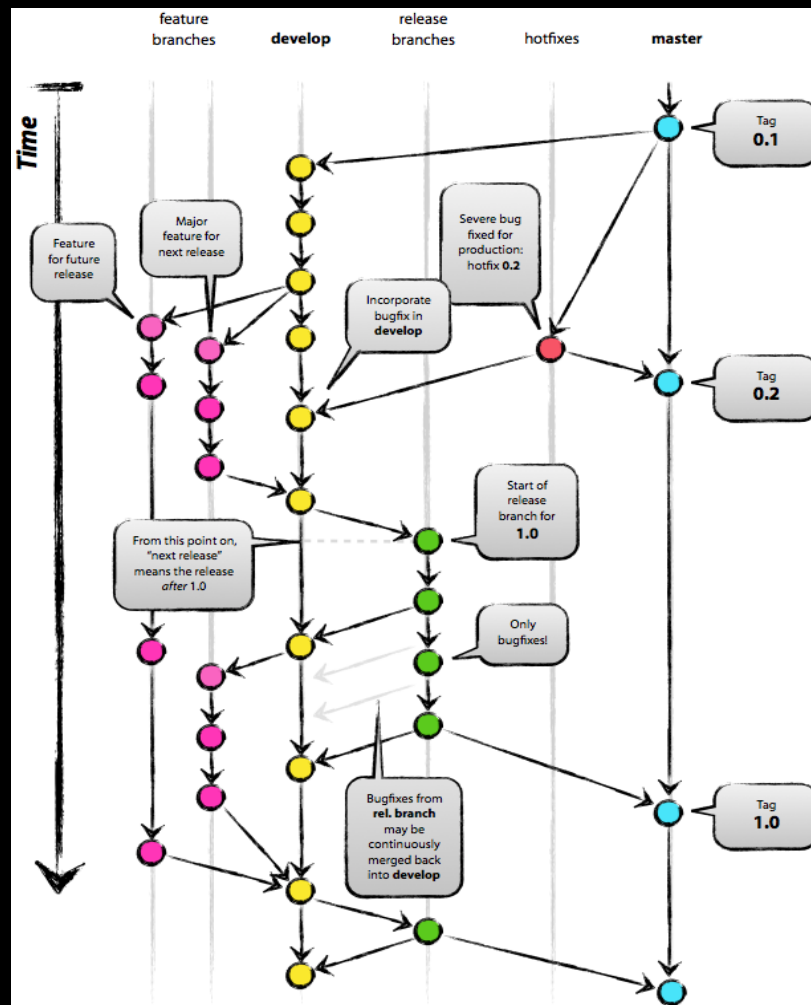 feature
branches
develop
release
branches
hotfixes
master
Time
Tag
0.1
Major
feature for
next release
Severe bug
fixed for
production:
hotfix 0.2
Feature
for future
release
Incorporate
bugfix in
develop
Tag
0.2
Start of
release
branch for
1.0
From this point on,
“next release”
means the release
after 1.0
Only
bugfixes!
Bugfixes from
rel. branch
may be
continuously
merged back
into develop
Tag
1.0